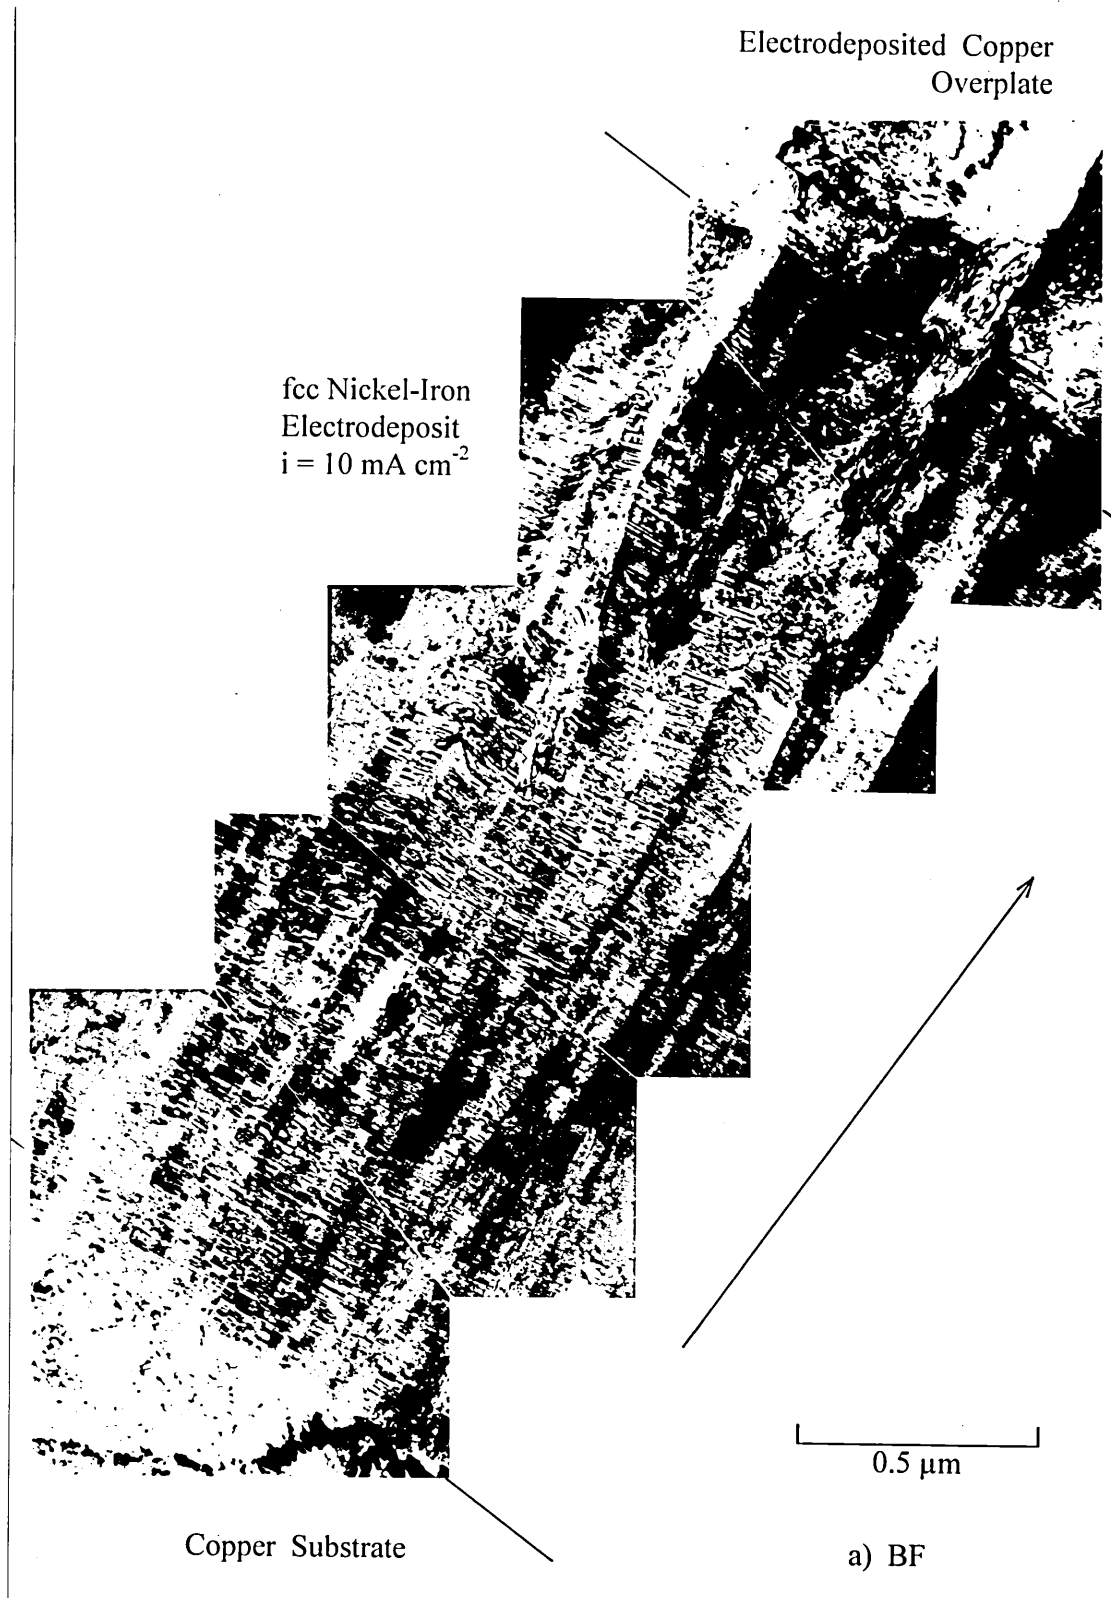 Electrodeposited Copper
Overplate
fcc Nickel-Iron
Electrodeposit
i = 10 mA cm⁻²
0.5 μm
Copper Substrate
a) BF